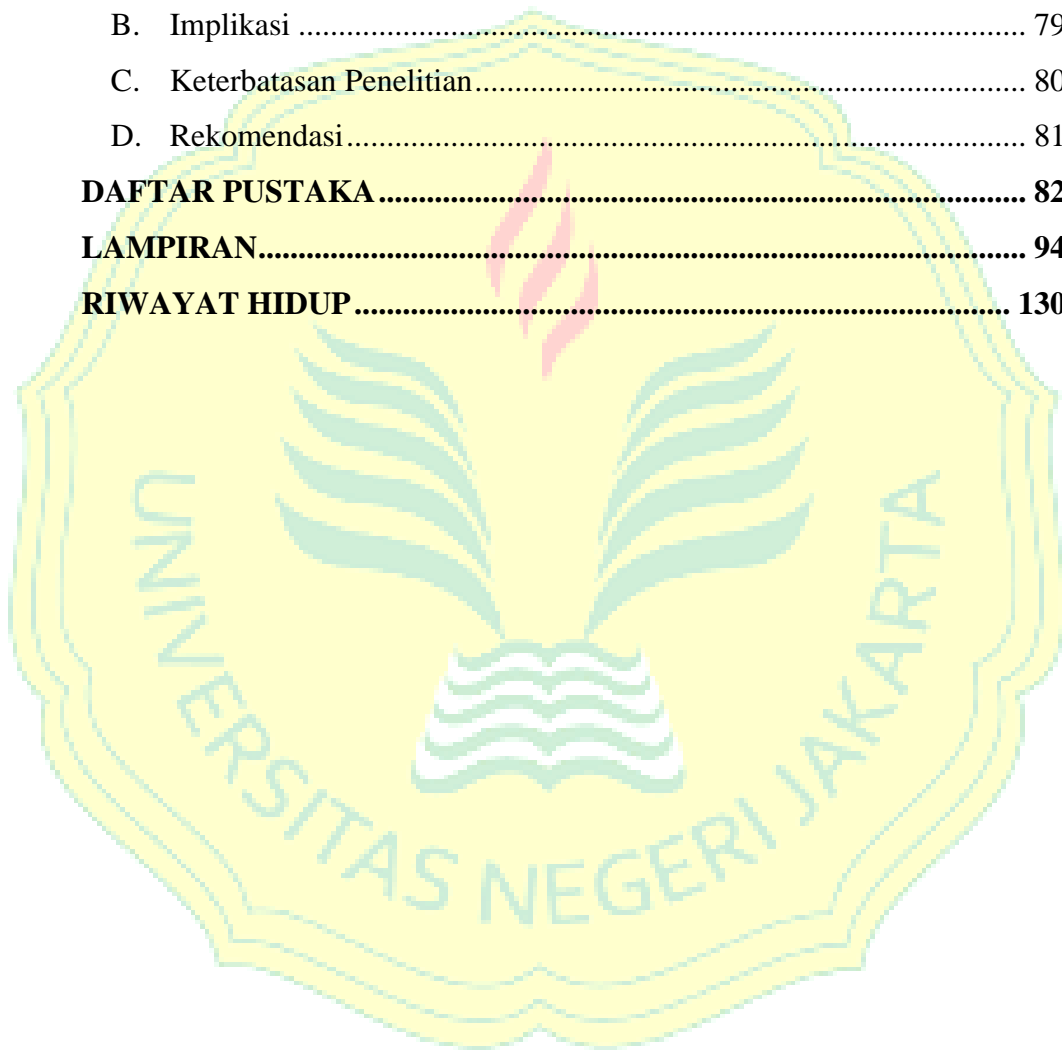 B. Implikasi ........................................................................................... 79
C. Keterbatasan Penelitian ..................................................................... 80
D. Rekomendasi ..................................................................................... 81
DAFTAR PUSTAKA ................................................................................. 82
LAMPIRAN ................................................................................................ 94
RIWAYAT HIDUP .................................................................................. 130
UNIVERSITAS NEGERI JAKARTA